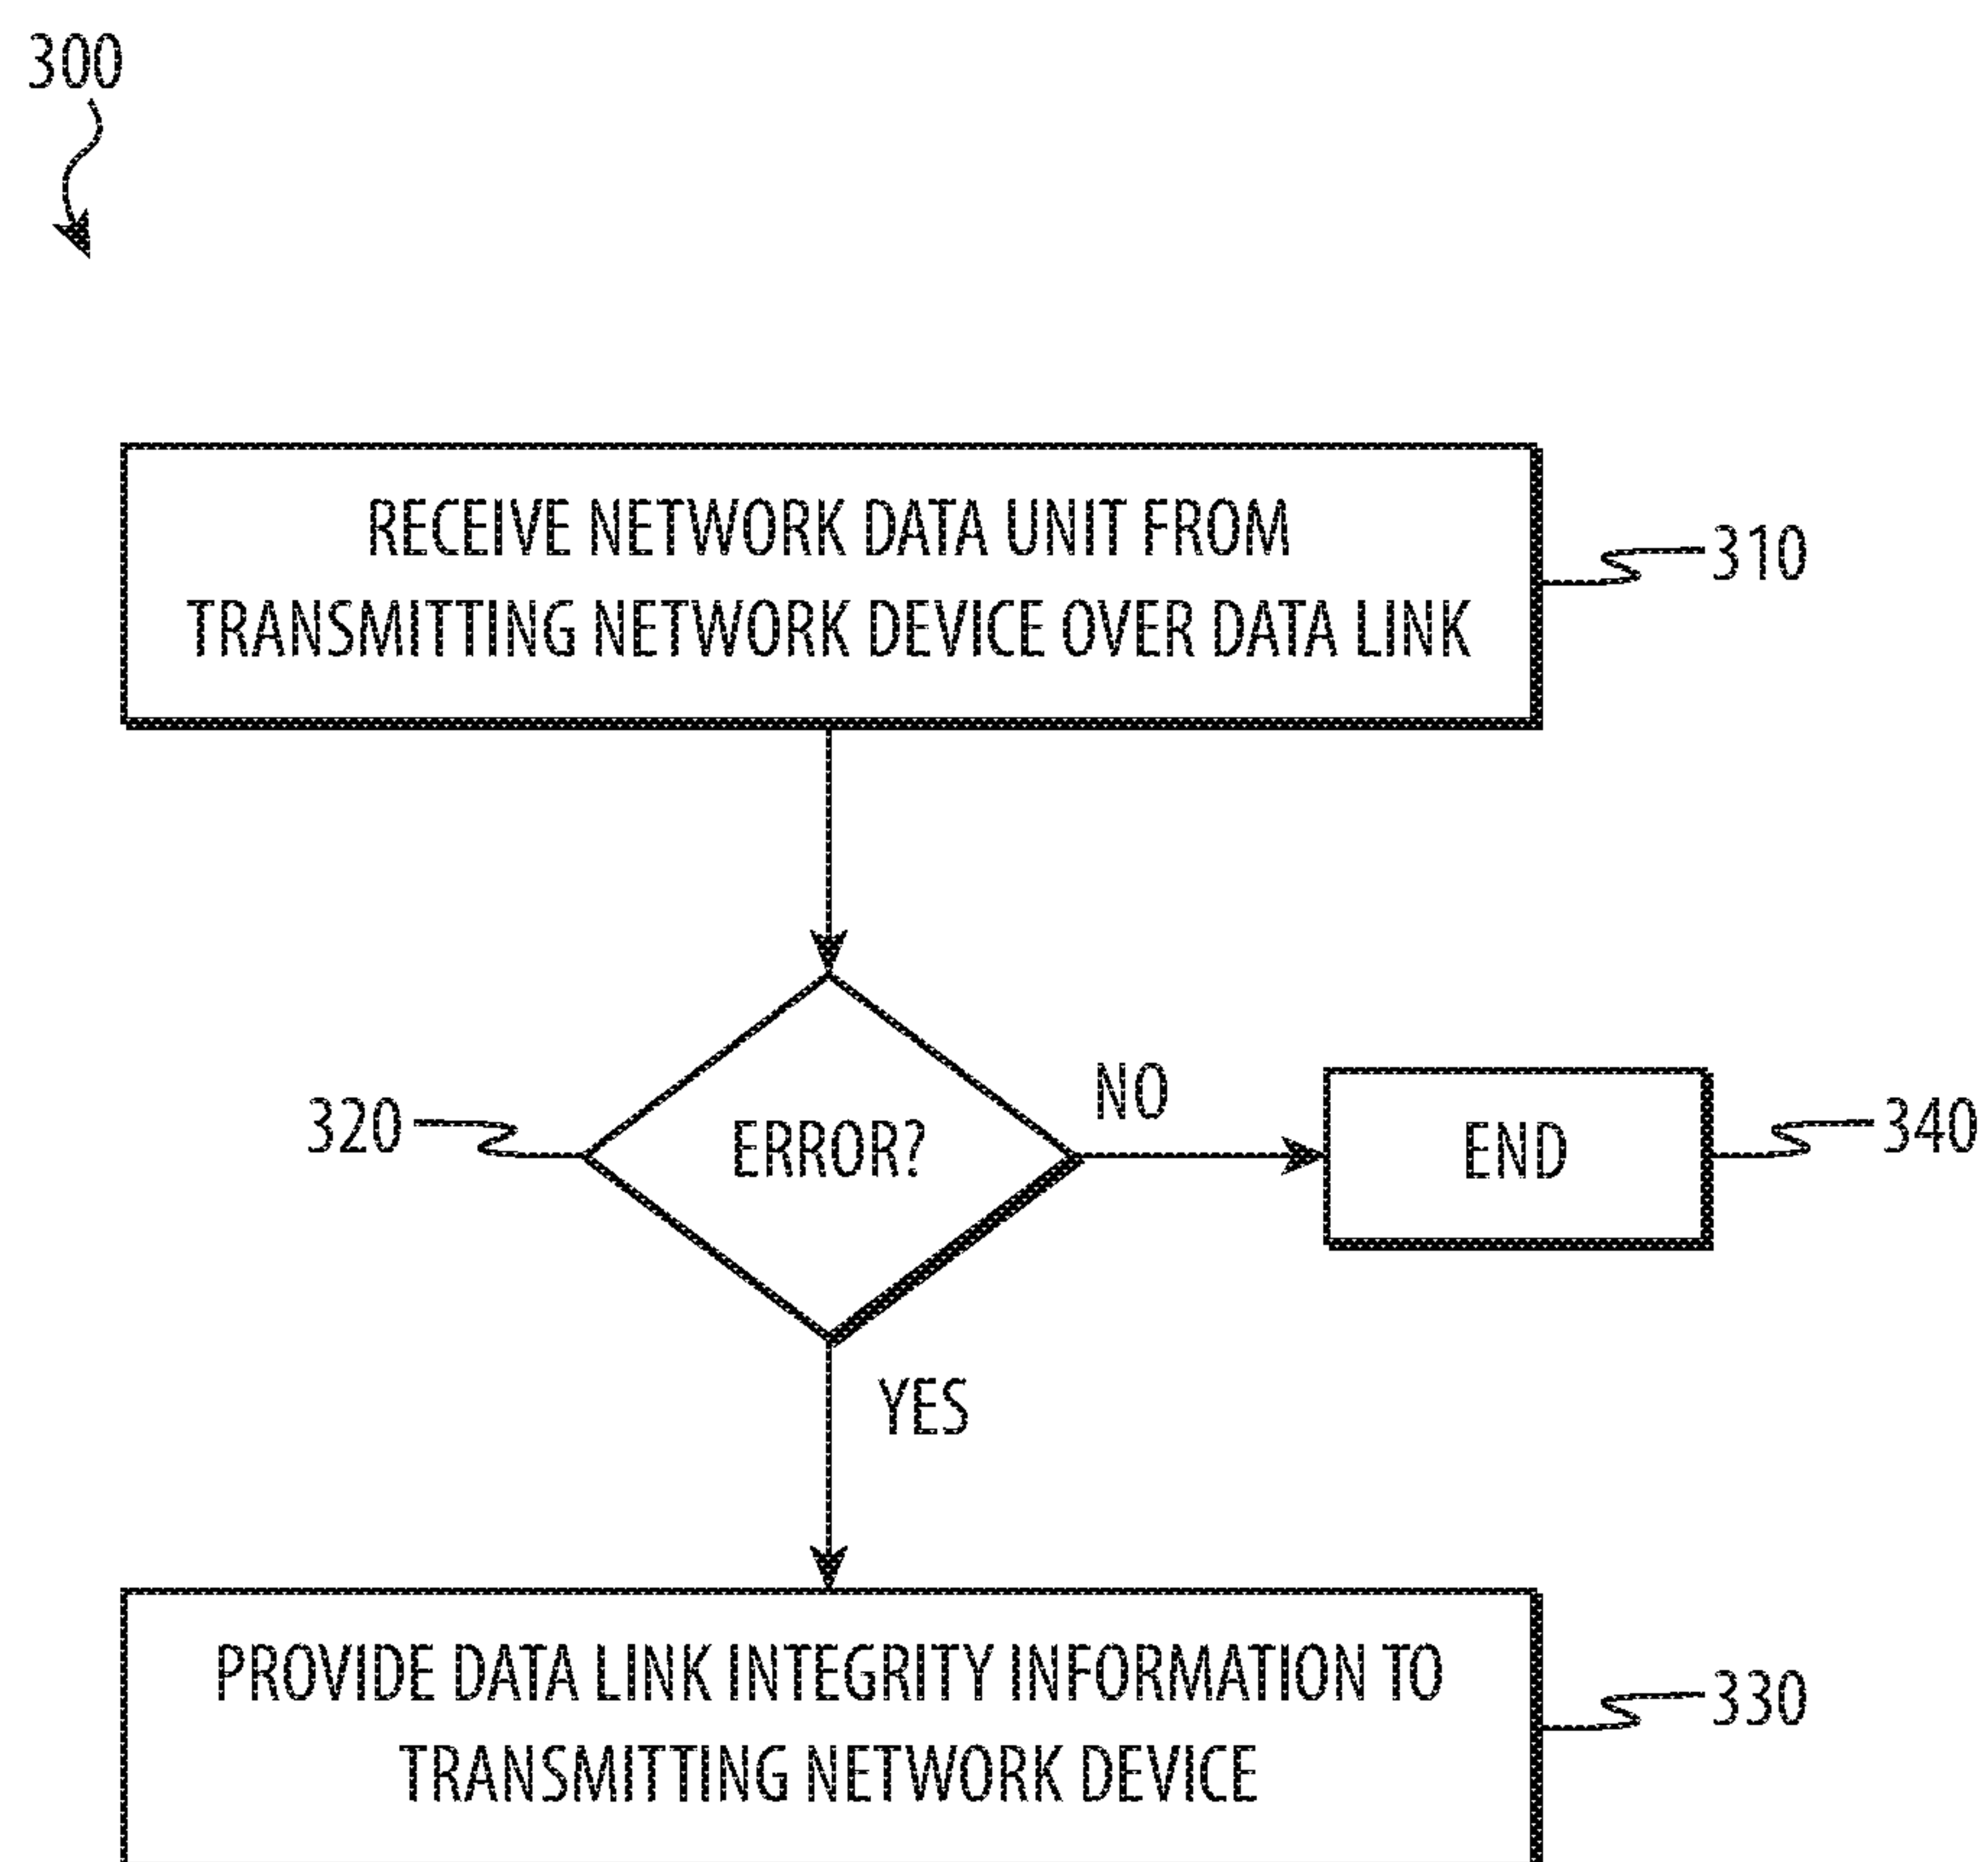 300
RECEIVE NETWORK DATA UNIT FROM
TRANSMITTING NETWORK DEVICE OVER DATA LINK
310
320
ERROR?
NO
END
340
YES
PROVIDE DATA LINK INTEGRITY INFORMATION TO
TRANSMITTING NETWORK DEVICE
330